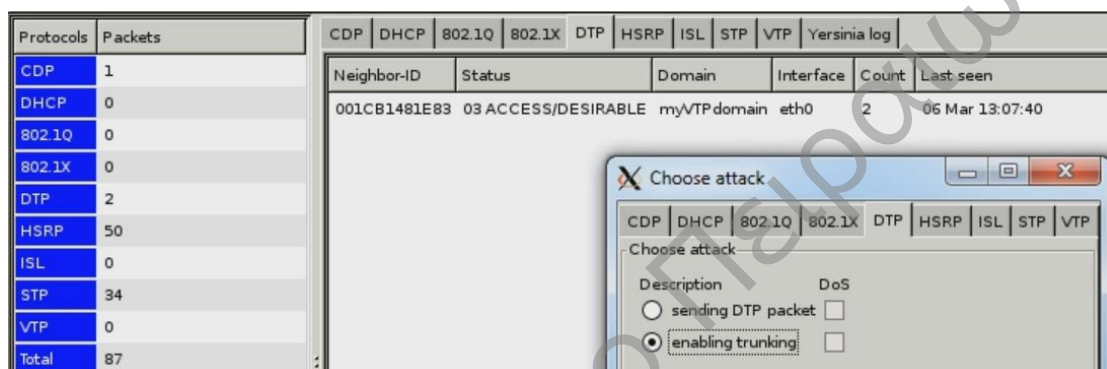 Protocols Packets
CDP 1
DHCP 0
802.1Q 0
802.1X 0
DTP 2
HSRP 50
ISL 0
STP 34
VTP 0
Total 87
CDP DHCP 802.1Q 802.1X DTP HSRP ISL STP VTP Yersinia log
Neighbor-ID Status Domain Interface Count Last seen
001CB1481E83 03 ACCESS/DESIRABLE myVTPdomain eth0 2 06 Mar 13:07:40
Choose attack
CDP DHCP 802.1Q 802.1X DTP HSRP ISL STP VTP
Choose attack
Description DoS
sending DTP packet
enabling trunking
Πειραιώ